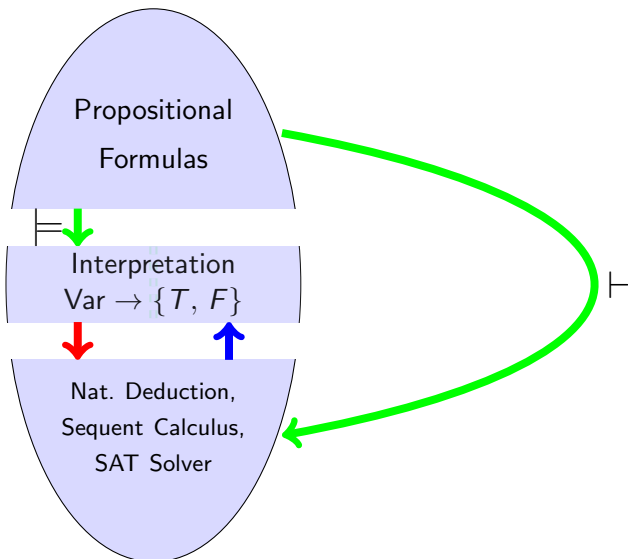 Propositional
Formulas
⊨
Interpretation
Var → {T, F}
⊢
Nat. Deduction,
Sequent Calculus,
SAT Solver